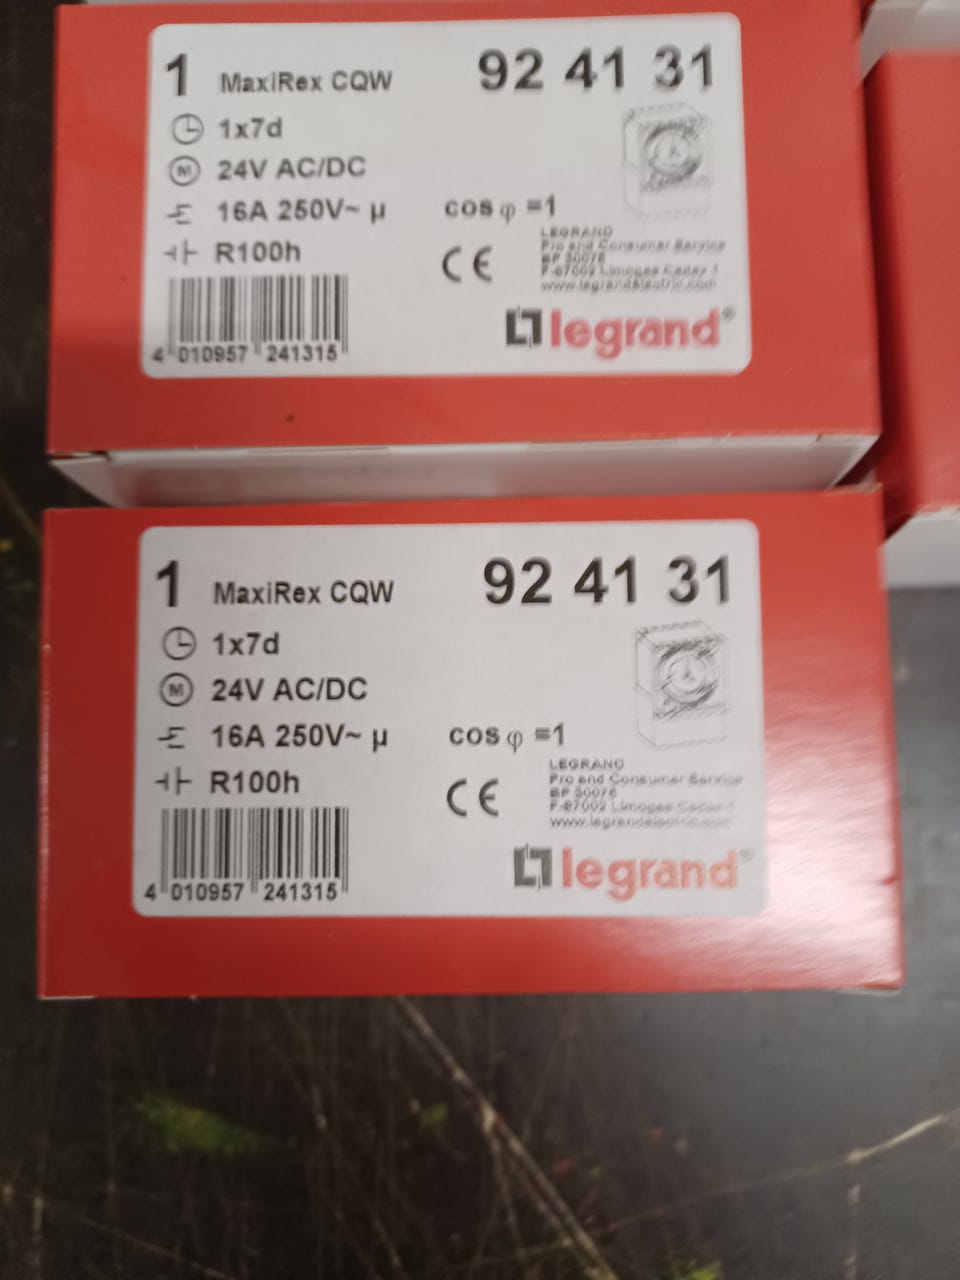 1 MaxiRex CQW 92 41 31
1x7d
M 24V AC/DC
16A 250V~ µ cos φ =1
R100h
CE
LEGRAND
Pro and Consumer Service
BP 30076
F-87002 Limoges Cedex 1
www.legrandelectric.com
legrand®
4 010957 241315
1 MaxiRex CQW 92 41 31
1x7d
M 24V AC/DC
16A 250V~ µ cos φ =1
R100h
CE
LEGRAND
Pro and Consumer Service
BP 30076
F-87002 Limoges Cedex 1
www.legrandelectric.com
legrand®
4 010957 241315